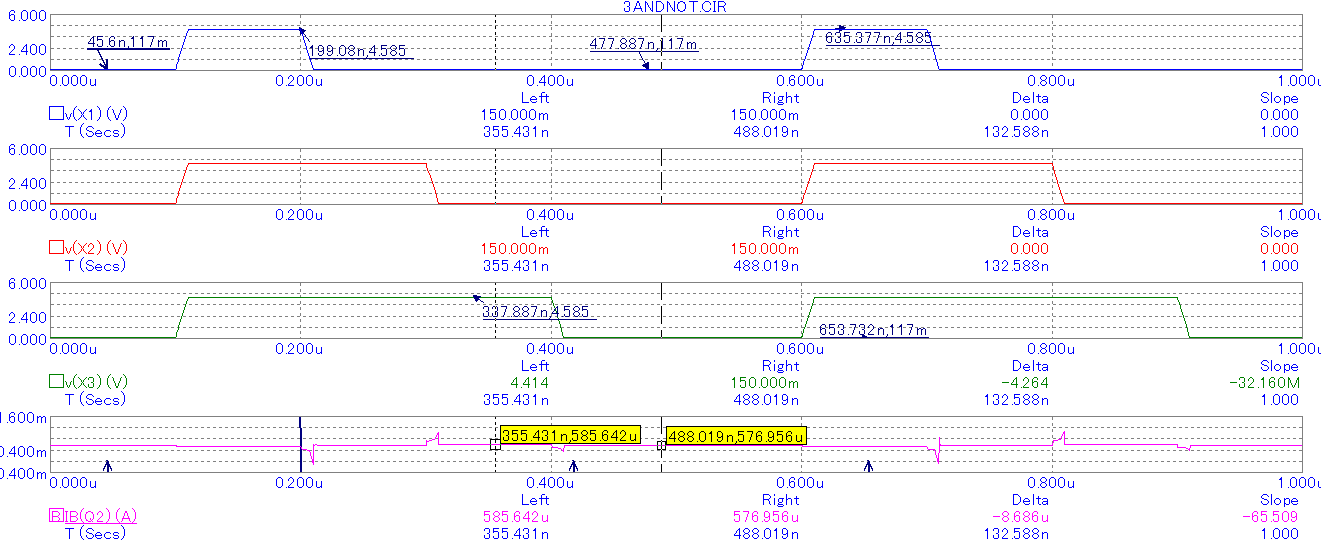 3ANDNOT.CIR
6.000
45.6n,117m
199.08n,4.585
477.887n,117m
635.377n,4.585
2.400
0.000
0.000u 0.200u 0.400u 0.600u 0.800u 1.000u
Left Right Delta Slope
v(X1) (V) 150.000m 150.000m 0.000 0.000
T (Secs) 355.431n 488.019n 132.588n 1.000
6.000
2.400
0.000
0.000u 0.200u 0.400u 0.600u 0.800u 1.000u
Left Right Delta Slope
v(X2) (V) 150.000m 150.000m 0.000 0.000
T (Secs) 355.431n 488.019n 132.588n 1.000
6.000
337.887n,4.585
2.400
653.732n,117m
0.000
0.000u 0.200u 0.400u 0.600u 0.800u 1.000u
Left Right Delta Slope
v(X3) (V) 4.414 150.000m -4.264 -32.160M
T (Secs) 355.431n 488.019n 132.588n 1.000
1.600m
355.431n,585.642u 488.019n,576.956u
0.400m
0.400m
0.000u 0.200u 0.400u 0.600u 0.800u 1.000u
Left Right Delta Slope
B IB(Q2) (A) 585.642u 576.956u -8.686u -65.509
T (Secs) 355.431n 488.019n 132.588n 1.000